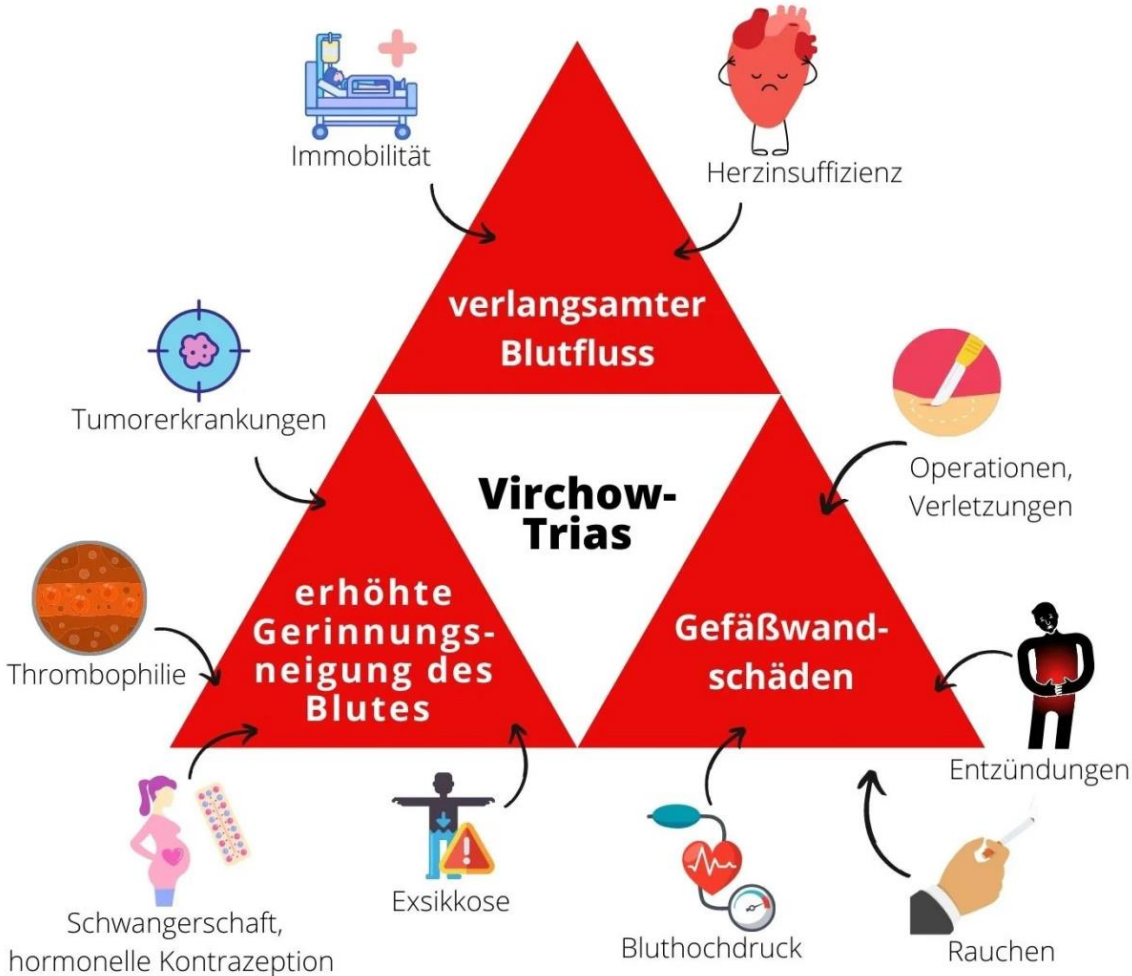 Immobilität
Herzinsuffizienz
verlangsamter
Blutfluss
Tumorerkrankungen
Operationen,
Verletzungen
Virchow-
Trias
Thrombophilie
erhöhte
Gerinnungs-
neigung des
Blutes
Gefäßwand-
schäden
Entzündungen
Schwangerschaft,
hormonelle Kontrazeption
Exsikkose
Bluthochdruck
Rauchen